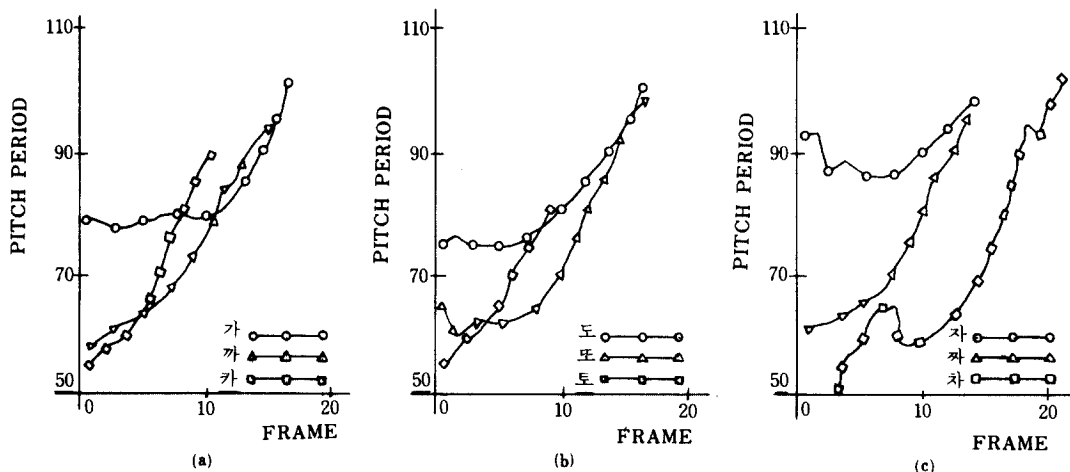 PITCH PERIOD
110
90
70
50
0
10
20
FRAME
가
까
카
(a)
PITCH PERIOD
110
90
70
50
0
10
20
FRAME
도
또
토
(b)
PITCH PERIOD
110
90
70
50
0
10
20
FRAME
자
짜
차
(c)